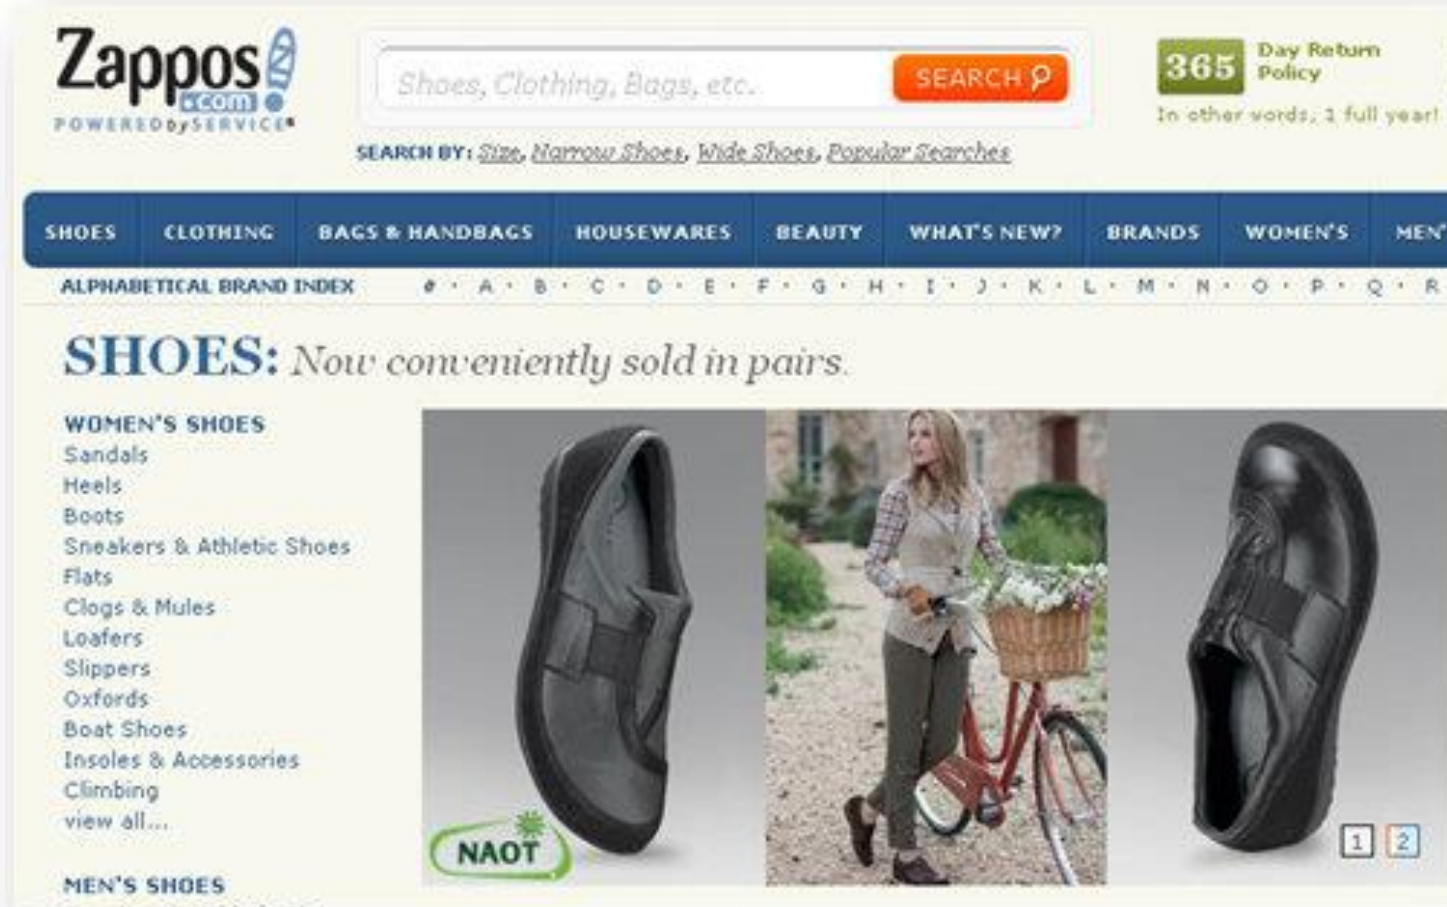 Zappos
.com
POWERED by SERVICE
Shoes, Clothing, Bags, etc.
SEARCH
365
Day Return
Policy
In other words, 1 full year!
SEARCH BY: Size, Narrow Shoes, Wide Shoes, Popular Searches
SHOES CLOTHING BAGS & HANDBAGS HOUSEWARES BEAUTY WHAT'S NEW? BRANDS WOMEN'S MEN'
ALPHABETICAL BRAND INDEX # · A · B · C · D · E · F · G · H · I · J · K · L · M · N · O · P · Q · R
SHOES: Now conveniently sold in pairs.
WOMEN'S SHOES
Sandals
Heels
Boots
Sneakers & Athletic Shoes
Flats
Clogs & Mules
Loafers
Slippers
Oxfords
Boat Shoes
Insoles & Accessories
Climbing
view all...
NAOT
1 2
MEN'S SHOES